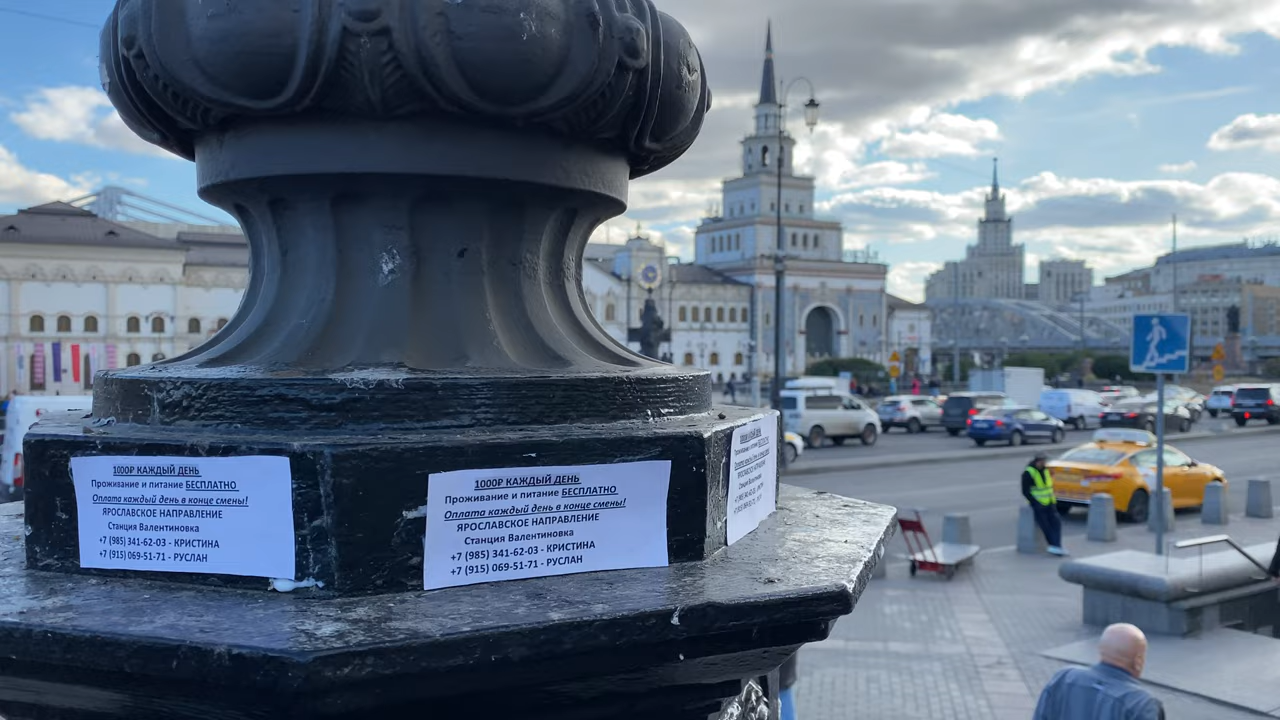 1000Р КАЖДЫЙ ДЕНЬ
Проживание и питание БЕСПЛАТНО
Оплата каждый день в конце смены!
ЯРОСЛАВСКОЕ НАПРАВЛЕНИЕ
Станция Валентиновка
+7 (985) 341-62-03 - КРИСТИНА
+7 (915) 069-51-71 - РУСЛАН
1000Р КАЖДЫЙ ДЕНЬ
Проживание и питание БЕСПЛАТНО
Оплата каждый день в конце смены!
ЯРОСЛАВСКОЕ НАПРАВЛЕНИЕ
Станция Валентиновка
+7 (985) 341-62-03 - КРИСТИНА
+7 (915) 069-51-71 - РУСЛАН